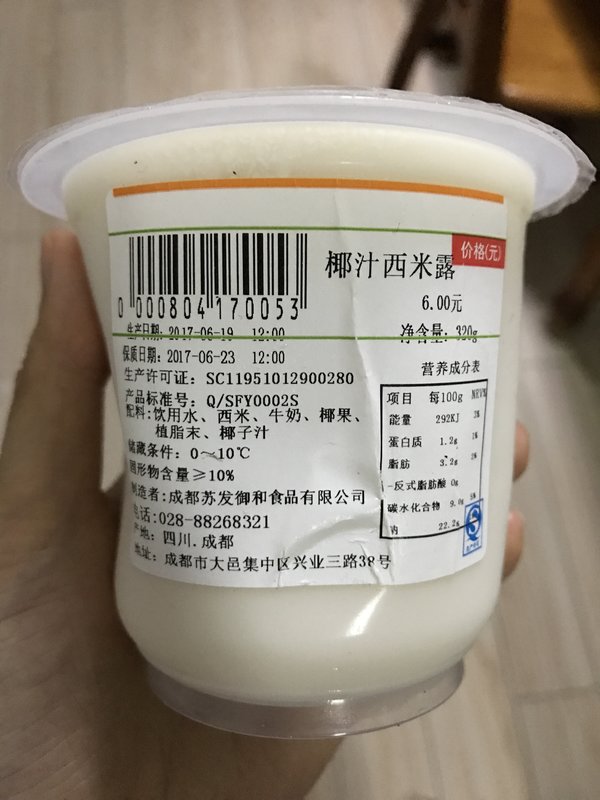 椰汁西米露
价格(元)
6.00元
0 000804 170053
生产日期: 2017-06-19 12:00
净含量: 320g
保质日期: 2017-06-23 12:00
生产许可证: SC11951012900280
产品标准号: Q/SFY0002S
配料: 饮用水、西米、牛奶、椰果、
植脂末、椰子汁
储藏条件: 0～10℃
固形物含量≥10%
制造者:成都苏发御和食品有限公司
电话:028-88268321
产地: 四川.成都
地址: 成都市大邑集中区兴业三路38号
营养成分表
项目 每100g NRV%
能量 292KJ 3%
蛋白质 1.2g 1%
脂肪 3.2g
-反式脂肪酸 0g
碳水化合物 9.0g 5%
钠 22.2